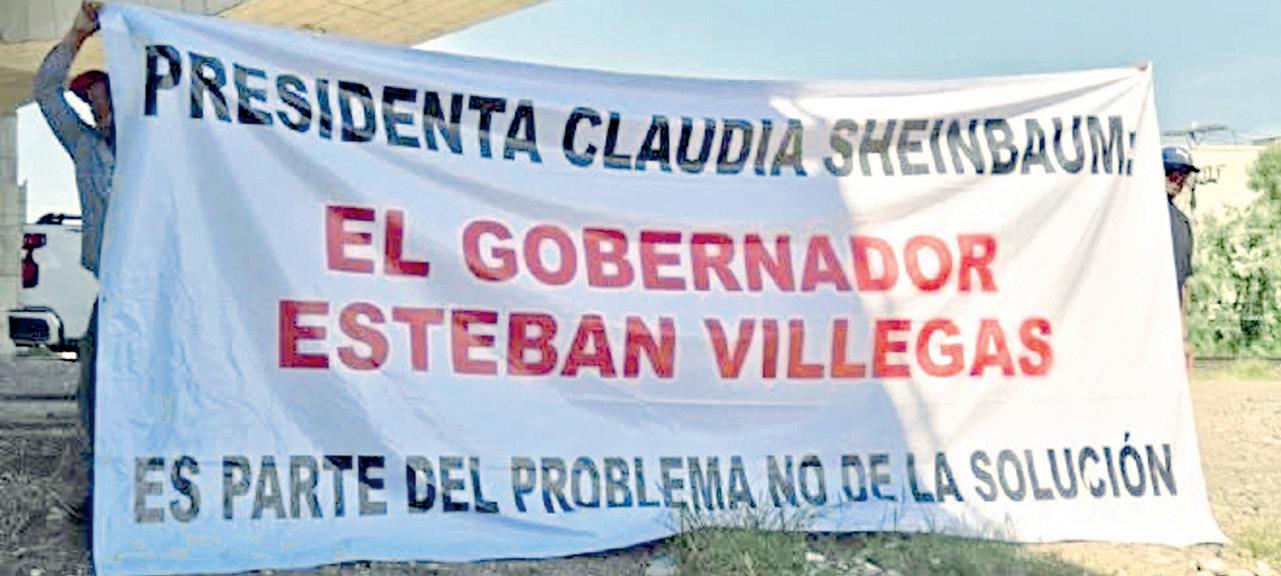 PRESIDENTA CLAUDIA SHEINBAUM:
EL GOBERNADOR
ESTEBAN VILLEGAS
ES PARTE DEL PROBLEMA NO DE LA SOLUCIÓN